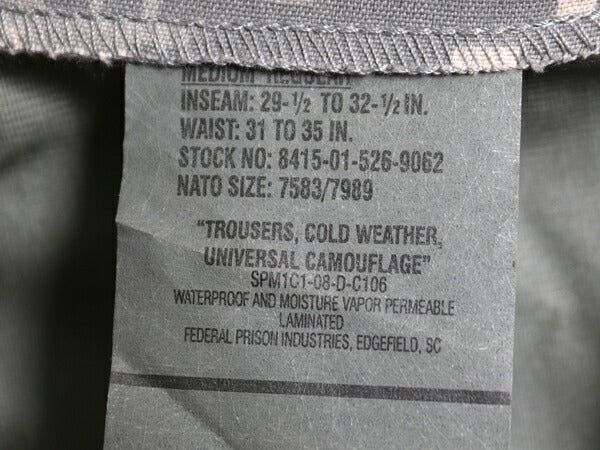 MEDIUM REGULAR
INSEAM: 29-1/2 TO 32-1/2 IN.
WAIST: 31 TO 35 IN.
STOCK NO: 8415-01-526-9062
NATO SIZE: 7583/7989
"TROUSERS, COLD WEATHER,
UNIVERSAL CAMOUFLAGE"
SPM1C1-08-D-C106
WATERPROOF AND MOISTURE VAPOR PERMEABLE
LAMINATED
FEDERAL PRISON INDUSTRIES, EDGEFIELD, SC